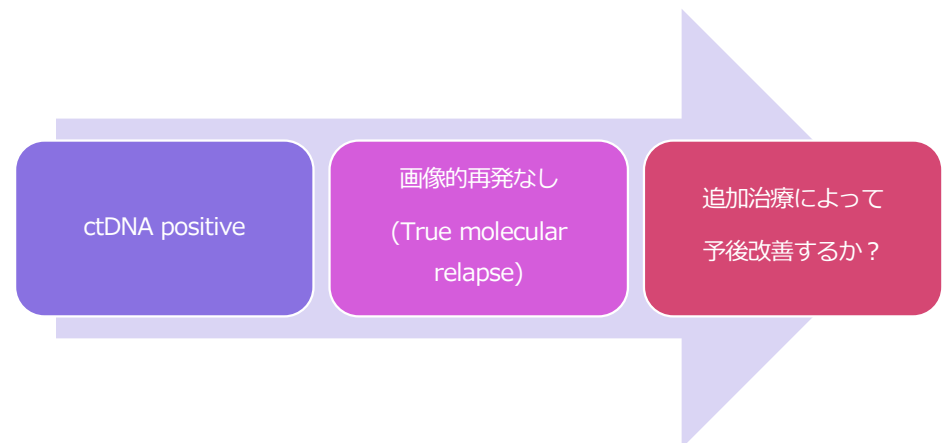 ctDNA positive
画像的再発なし
(True molecular
relapse)
追加治療によって
予後改善するか？